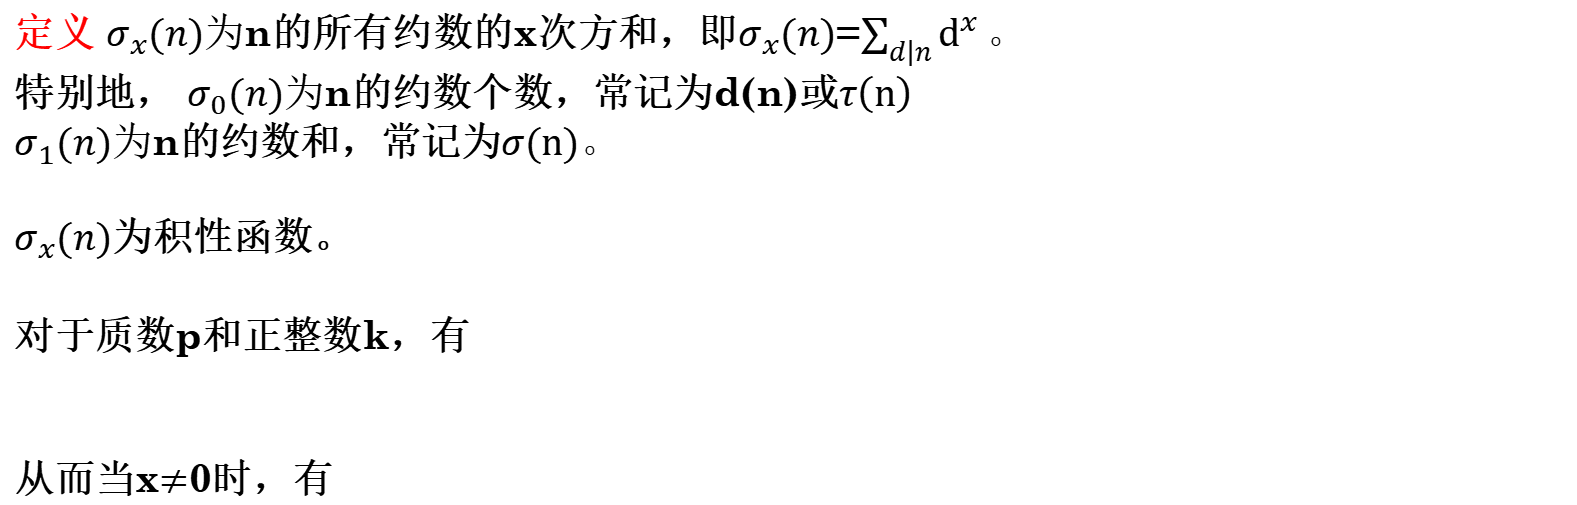 定义 σₓ(n)为n的所有约数的x次方和，即σₓ(n)=∑_{d|n} dˣ 。
特别地， σ₀(n)为n的约数个数，常记为d(n)或τ(n)
σ₁(n)为n的约数和，常记为σ(n)。
σₓ(n)为积性函数。
对于质数p和正整数k，有
从而当x≠0时，有